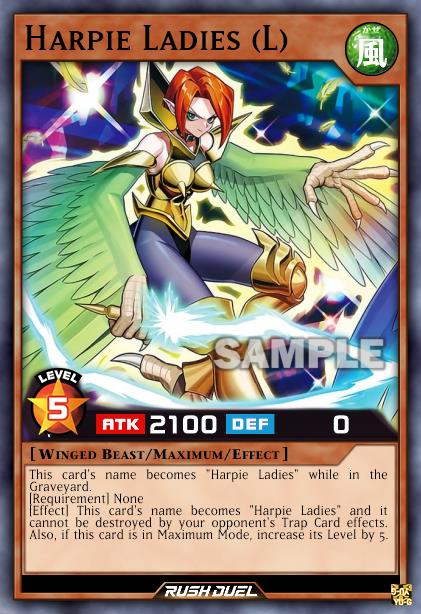 HARPIE LADIES (L)
かぜ
風
SAMPLE
LEVEL
5
ATK 2100 DEF 0
[WINGED BEAST/MAXIMUM/EFFECT]
This card's name becomes "Harpie Ladies" while in the
Graveyard.
[Requirement] None
[Effect] This card's name becomes "Harpie Ladies" and it
cannot be destroyed by your opponent's Trap Card effects.
Also, if this card is in Maximum Mode, increase its Level by 5.
RUSH DUEL